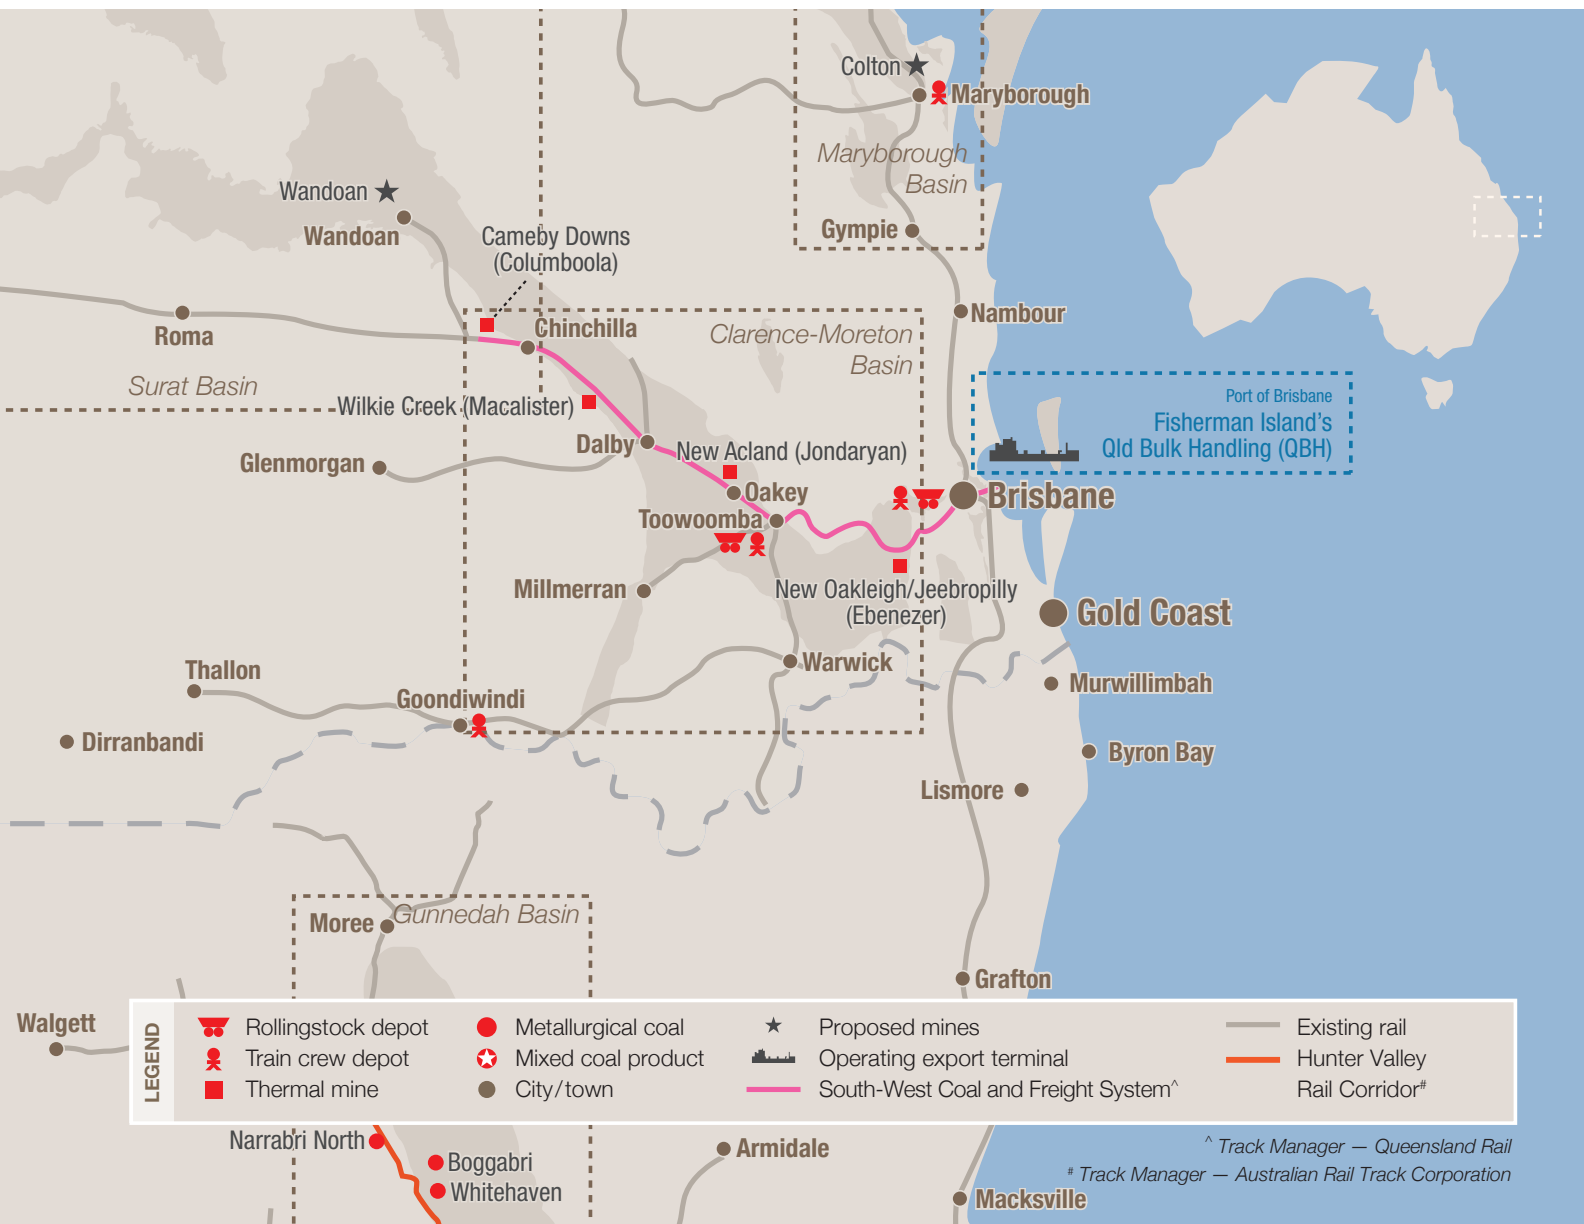 Colton
Maryborough
Maryborough
Basin
Wandoan
Wandoan
Gympie
Cameby Downs
(Columboola)
Nambour
Roma
Chinchilla
Clarence-Moreton
Basin
Surat Basin
Wilkie Creek (Macalister)
Port of Brisbane
Fisherman Island's
Qld Bulk Handling (QBH)
Dalby
New Acland (Jondaryan)
Glenmorgan
Oakey
Brisbane
Toowoomba
Millmerran
New Oakleigh/Jeebropilly
(Ebenezer)
Gold Coast
Warwick
Thallon
Murwillimbah
Goondiwindi
Dirranbandi
Byron Bay
Lismore
Moree
Gunnedah Basin
Grafton
Walgett
LEGEND
Rollingstock depot
Train crew depot
Thermal mine
Metallurgical coal
Mixed coal product
City/town
Proposed mines
Operating export terminal
South-West Coal and Freight System^
Existing rail
Hunter Valley
Rail Corridor#
Narrabri North
Boggabri
Whitehaven
Armidale
^ Track Manager — Queensland Rail
# Track Manager — Australian Rail Track Corporation
Macksville